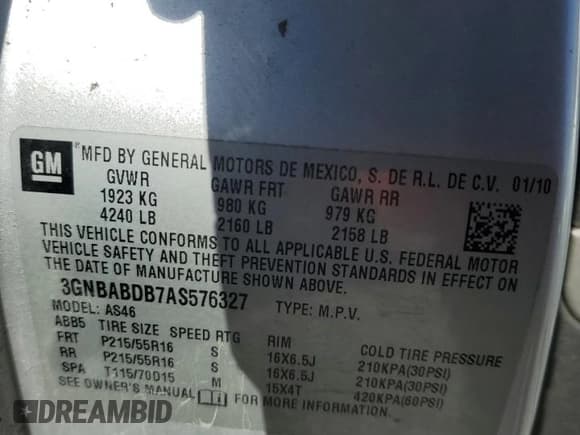 GM
MFD BY GENERAL MOTORS DE MEXICO, S. DE R.L. DE C.V. 01/10
GVWR GAWR FRT GAWR RR
1923 KG 980 KG 979 KG
4240 LB 2160 LB 2158 LB
THIS VEHICLE CONFORMS TO ALL APPLICABLE U.S. FEDERAL MOTOR
VEHICLE SAFETY AND THEFT PREVENTION STANDARDS IN EFFECT ON
THE DATE OF MANUFACTURE SHOWN ABOVE.
3GNBABDB7AS576327 TYPE: M.P.V.
MODEL: AS46
ABB5 TIRE SIZE SPEED RTG RIM COLD TIRE PRESSURE
FRT P215/55R16 S 16X6.5J 210KPA(30PSI)
RR P215/55R16 S 16X6.5J 210KPA(30PSI)
SPA T115/70D15 M 15X4T 420KPA(60PSI)
SEE OWNER'S MANUAL FOR MORE INFORMATION.
DREAMBID